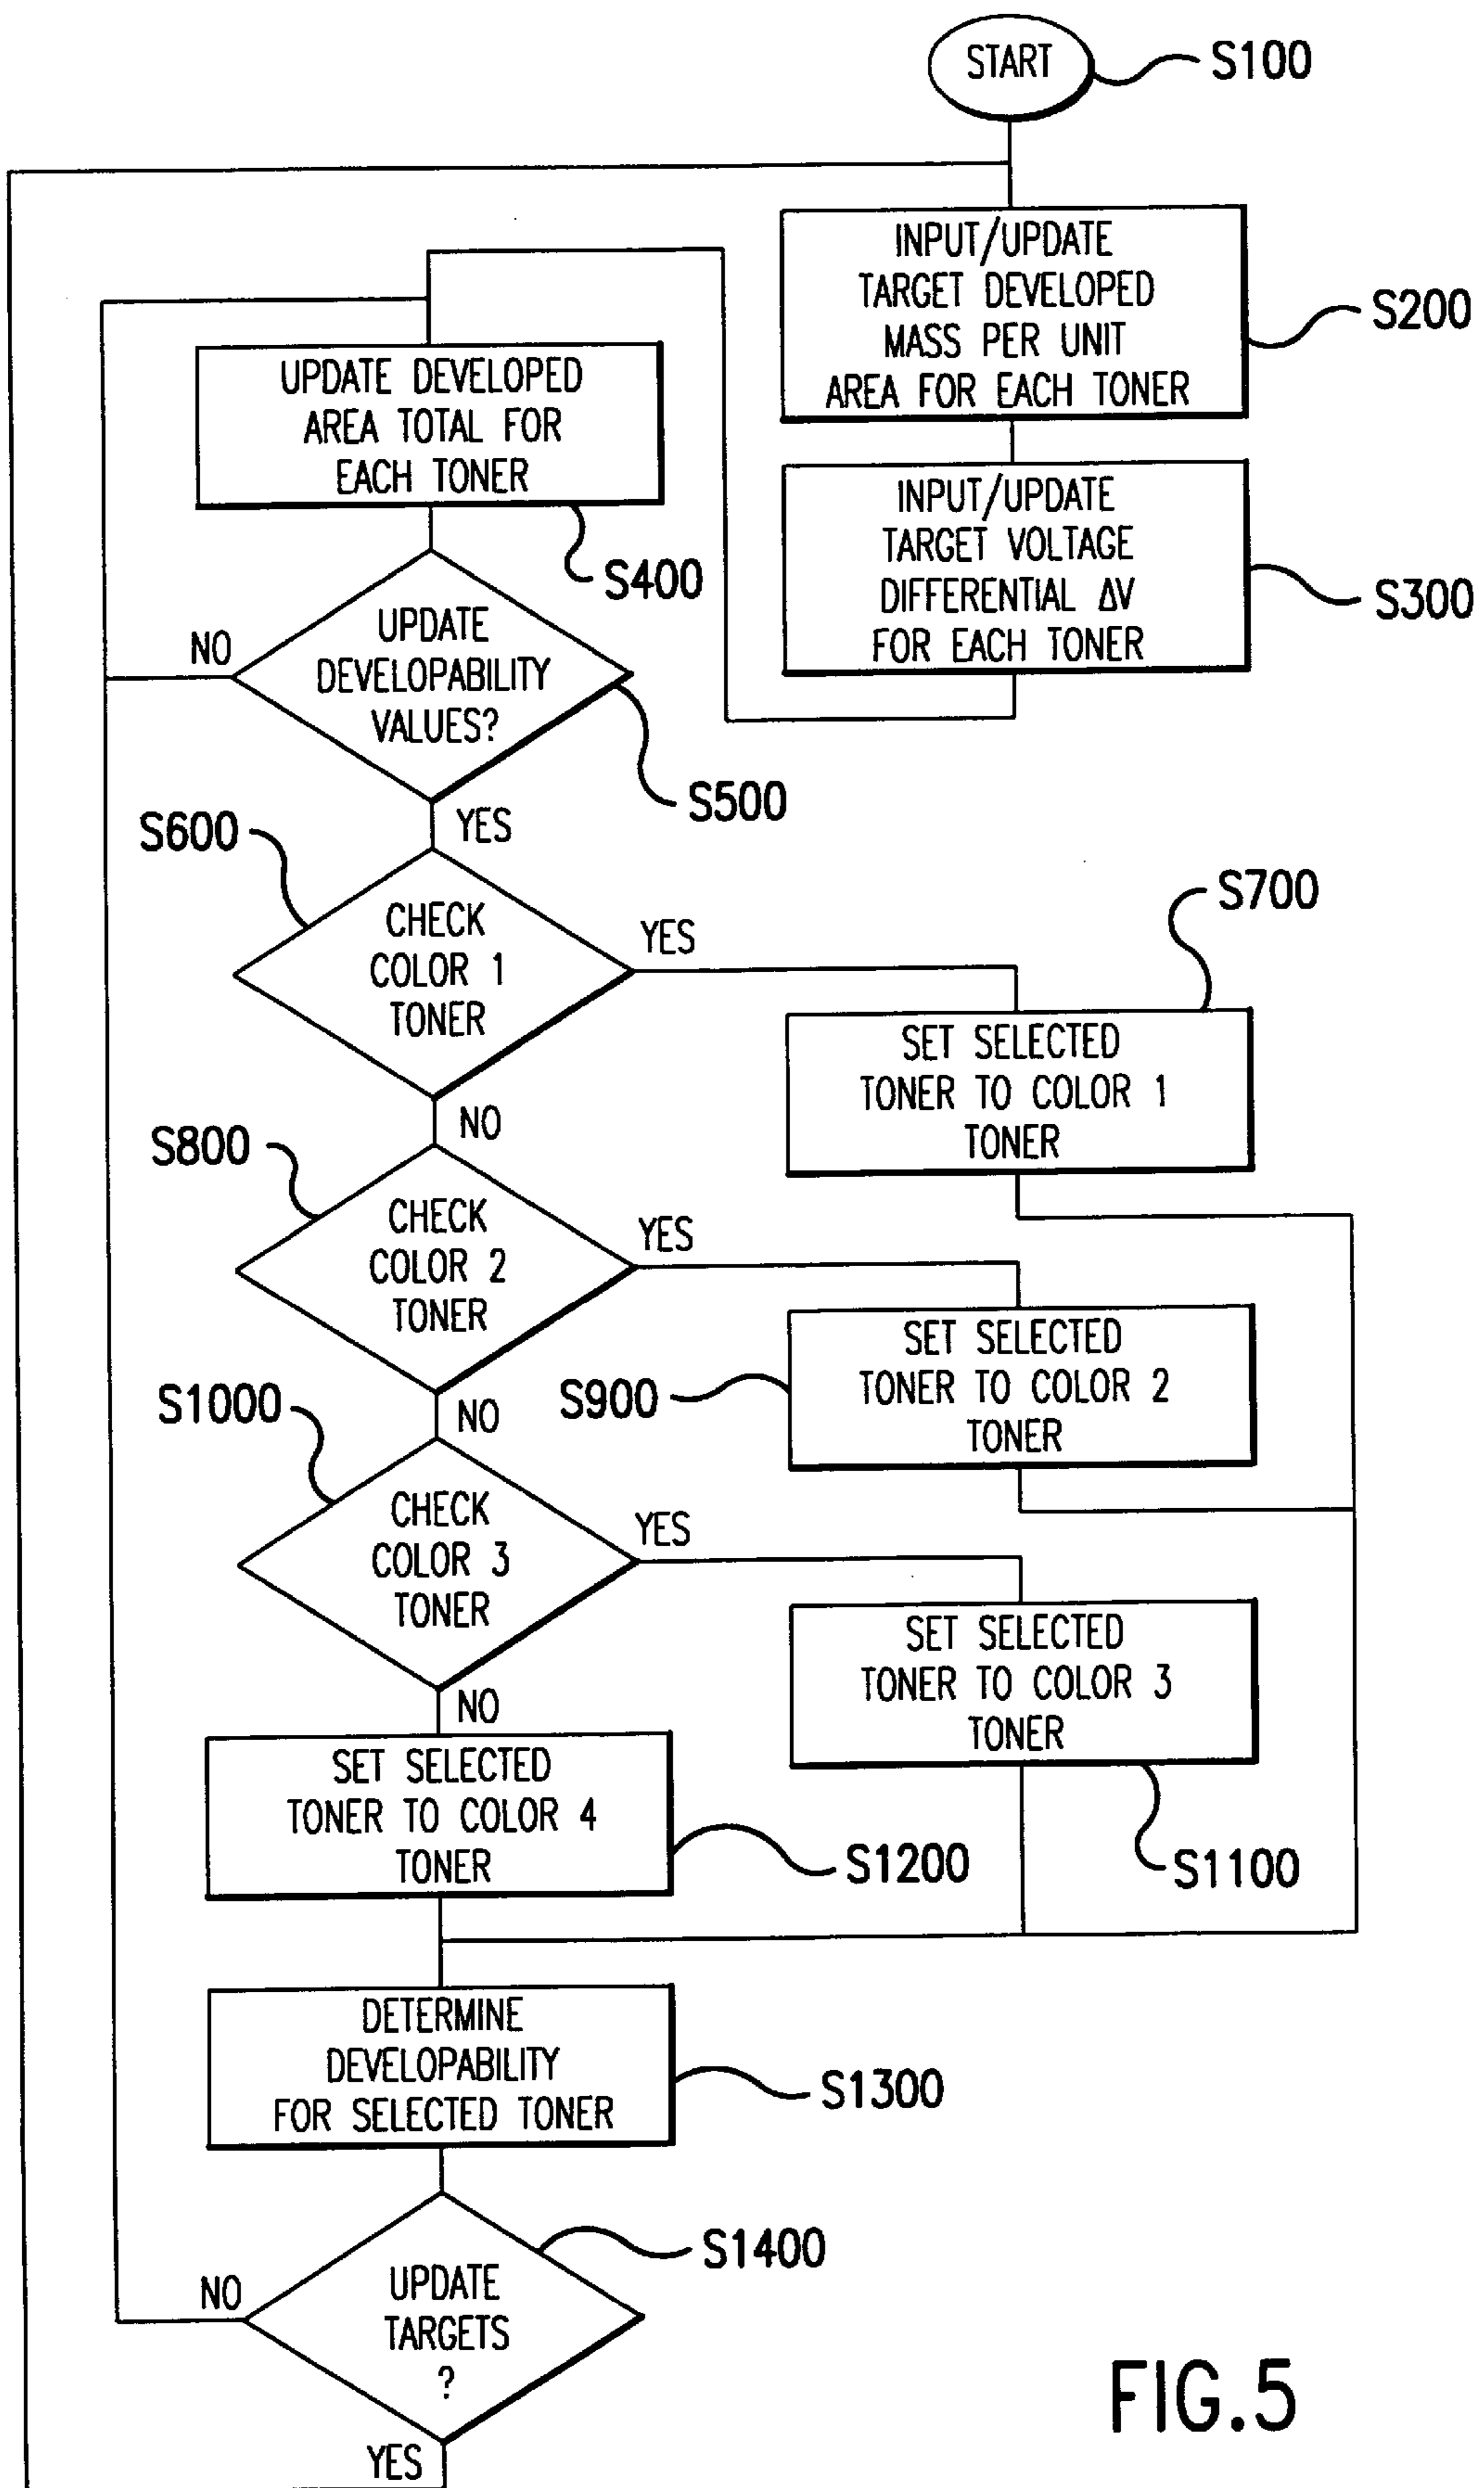 START
S100
INPUT/UPDATE
TARGET DEVELOPED
MASS PER UNIT
AREA FOR EACH TONER
S200
INPUT/UPDATE
TARGET VOLTAGE
DIFFERENTIAL ΔV
FOR EACH TONER
S300
UPDATE DEVELOPED
AREA TOTAL FOR
EACH TONER
S400
UPDATE
DEVELOPABILITY
VALUES?
NO
S500
YES
S600
CHECK
COLOR 1
TONER
YES
S700
SET SELECTED
TONER TO COLOR 1
TONER
NO
S800
CHECK
COLOR 2
TONER
YES
S900
SET SELECTED
TONER TO COLOR 2
TONER
NO
S1000
CHECK
COLOR 3
TONER
YES
SET SELECTED
TONER TO COLOR 3
TONER
S1100
NO
SET SELECTED
TONER TO COLOR 4
TONER
S1200
DETERMINE
DEVELOPABILITY
FOR SELECTED TONER
S1300
UPDATE
TARGETS
?
S1400
NO
YES
FIG.5